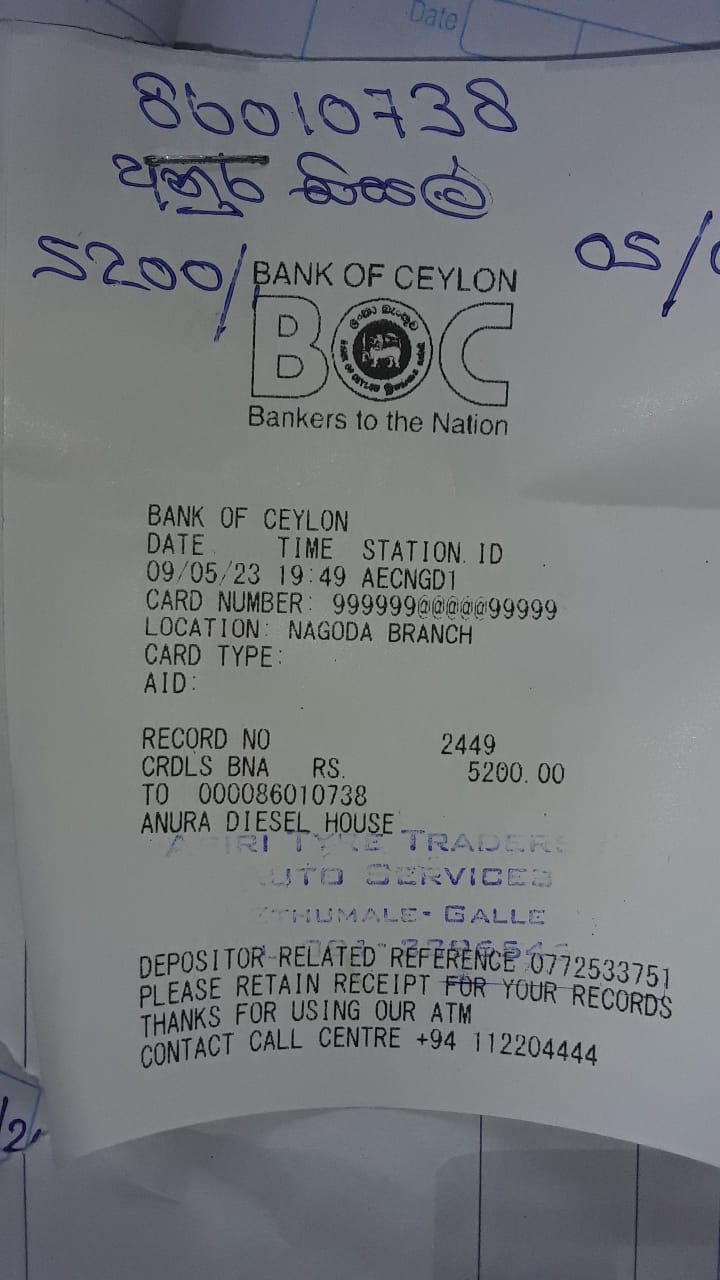 Date
86010738
අනුර ඩීසල්
5200/
05/
BANK OF CEYLON
BOC
Bankers to the Nation
BANK OF CEYLON
DATE TIME STATION. ID
09/05/23 19:49 AECNGD1
CARD NUMBER: 999999@@@@@99999
LOCATION: NAGODA BRANCH
CARD TYPE:
AID:
RECORD NO 2449
CRDLS BNA RS. 5200.00
TO 000086010738
ANURA DIESEL HOUSE
TYRE TRADERS
AUTO SERVICES
GALLE
DEPOSITOR RELATED REFERENCE 0772533751
PLEASE RETAIN RECEIPT FOR YOUR RECORDS
THANKS FOR USING OUR ATM
CONTACT CALL CENTRE +94 112204444